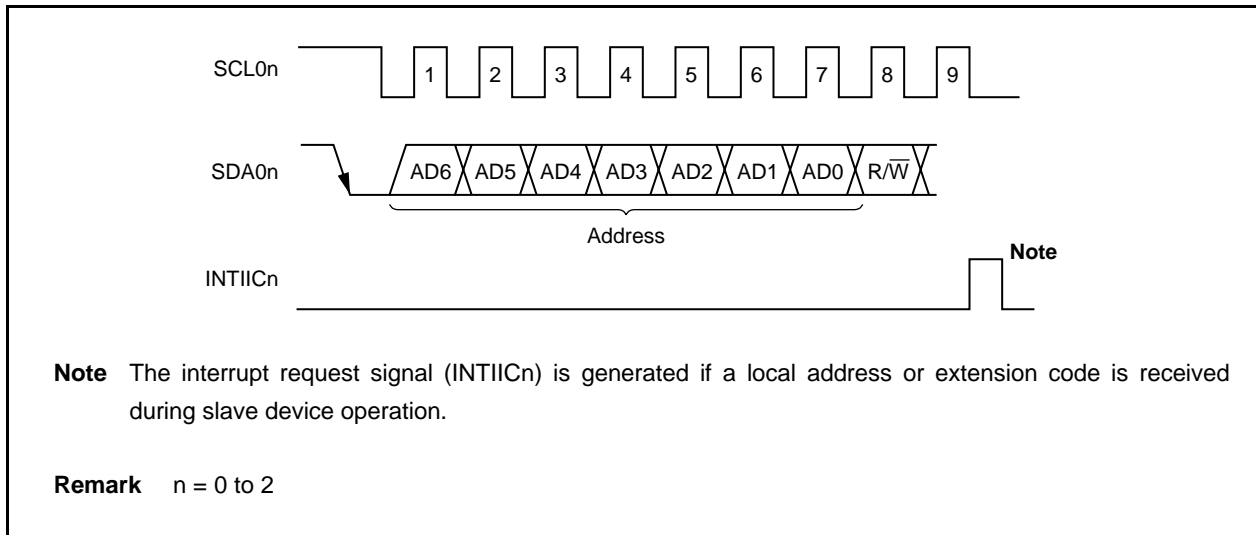 SCL0n
1 2 3 4 5 6 7 8 9
SDA0n
AD6 AD5 AD4 AD3 AD2 AD1 AD0 R/W̅
Address
INTIICn
Note
Note The interrupt request signal (INTIICn) is generated if a local address or extension code is received
during slave device operation.
Remark n = 0 to 2